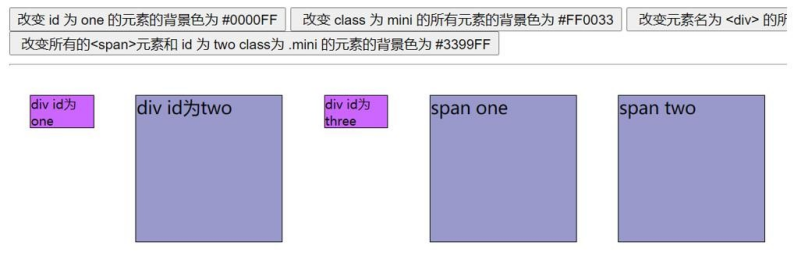 改变 id 为 one 的元素的背景色为 #0000FF 改变 class 为 mini 的所有元素的背景色为 #FF0033 改变元素名为 <div> 的所
改变所有的<span>元素和 id 为 two class为 .mini 的元素的背景色为 #3399FF
div id为
one
div id为two
div id为
three
span one
span two